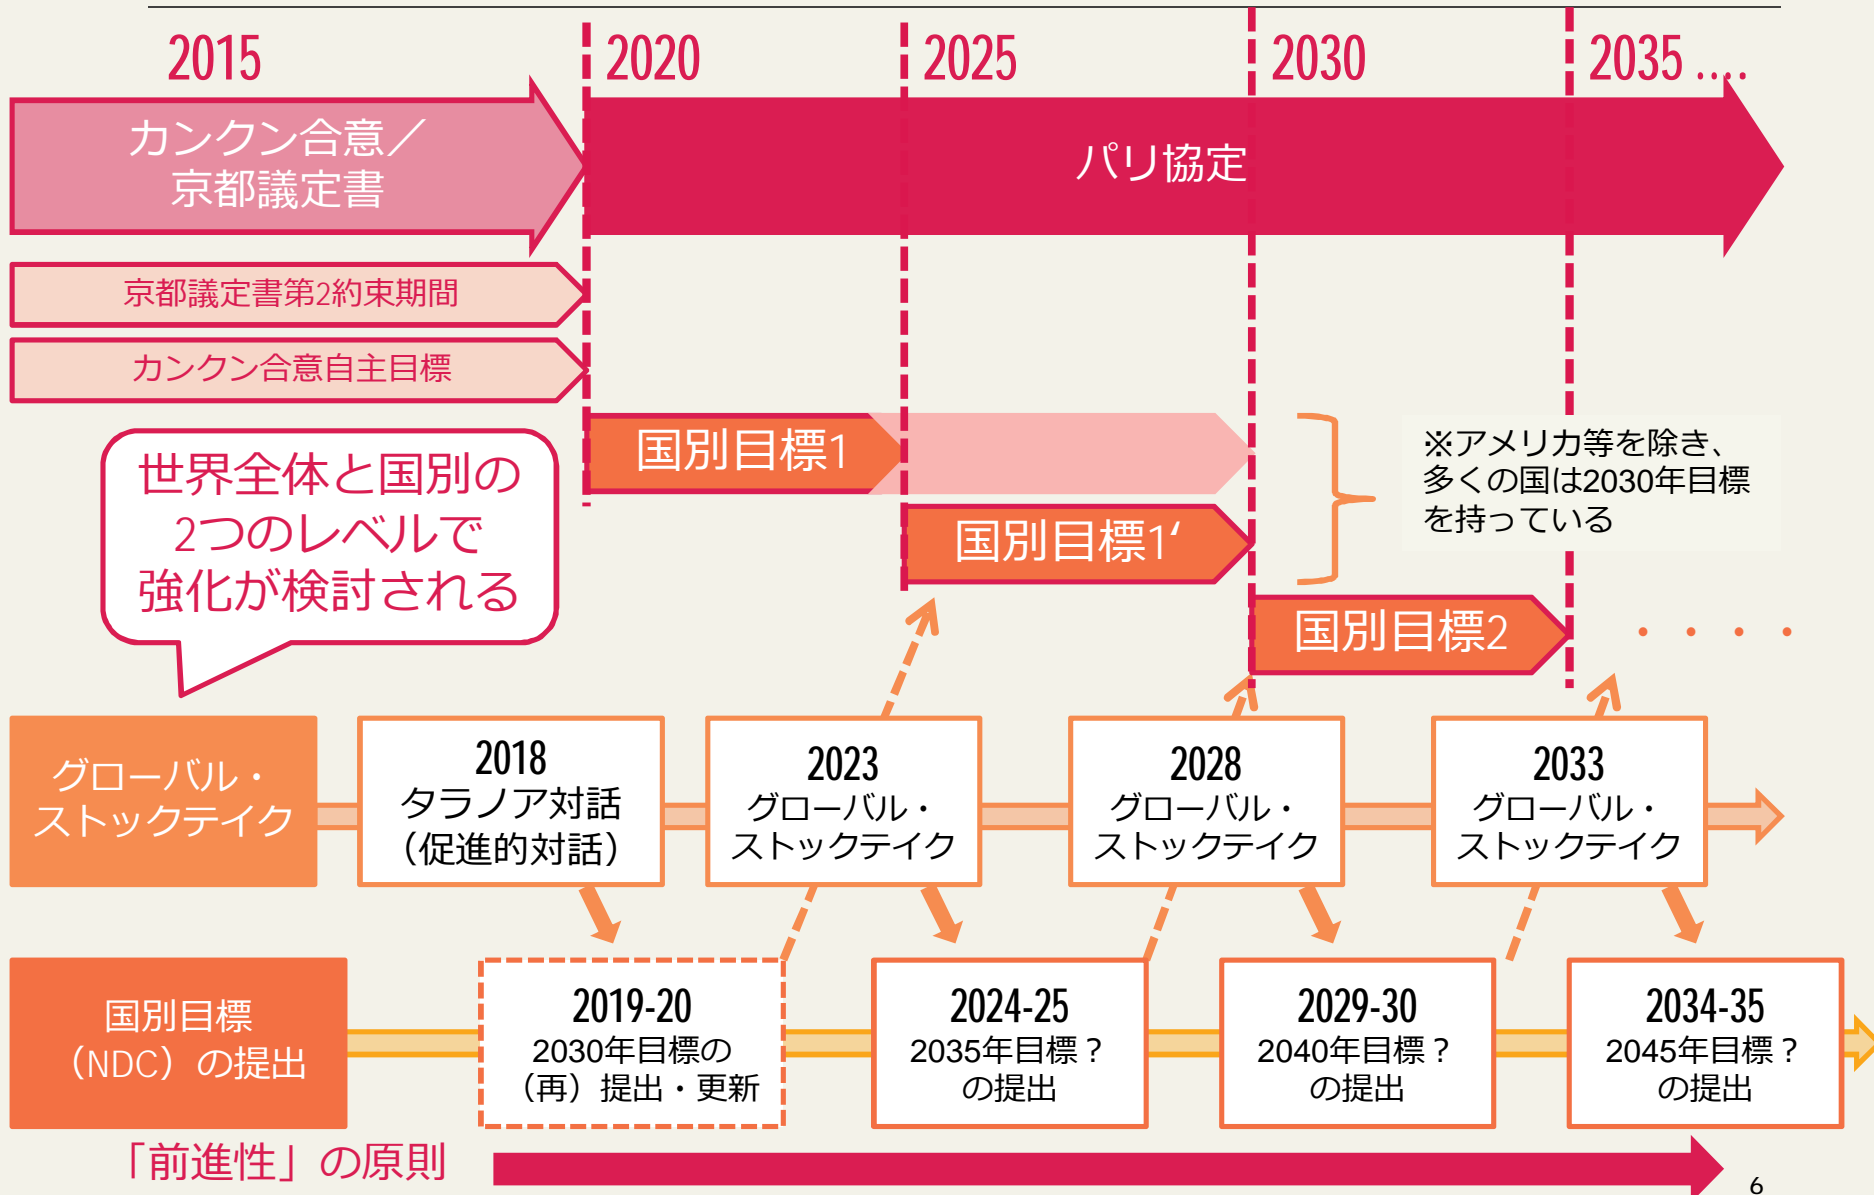 2015
2020
2025
2030
2035 ....
カンクン合意／
京都議定書
パリ協定
京都議定書第2約束期間
カンクン合意自主目標
国別目標1
国別目標1′
国別目標2
・・・・
※アメリカ等を除き、
多くの国は2030年目標
を持っている
世界全体と国別の
2つのレベルで
強化が検討される
グローバル・
ストックテイク
2018
タラノア対話
（促進的対話）
2023
グローバル・
ストックテイク
2028
グローバル・
ストックテイク
2033
グローバル・
ストックテイク
国別目標
（NDC）の提出
2019-20
2030年目標の
（再）提出・更新
2024-25
2035年目標？
の提出
2029-30
2040年目標？
の提出
2034-35
2045年目標？
の提出
「前進性」の原則
6